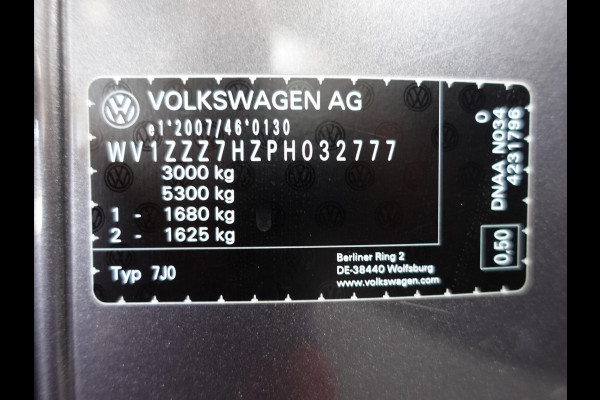 VOLKSWAGEN AG
e1*2007/46*0130
WV1ZZZ7HZPH032777
3000 kg
5300 kg
1 - 1680 kg
2 - 1625 kg
Typ 7J0
Berliner Ring 2
DE-38440 Wolfsburg
www.volkswagen.com
0
DNAA N034
4231796
0,50